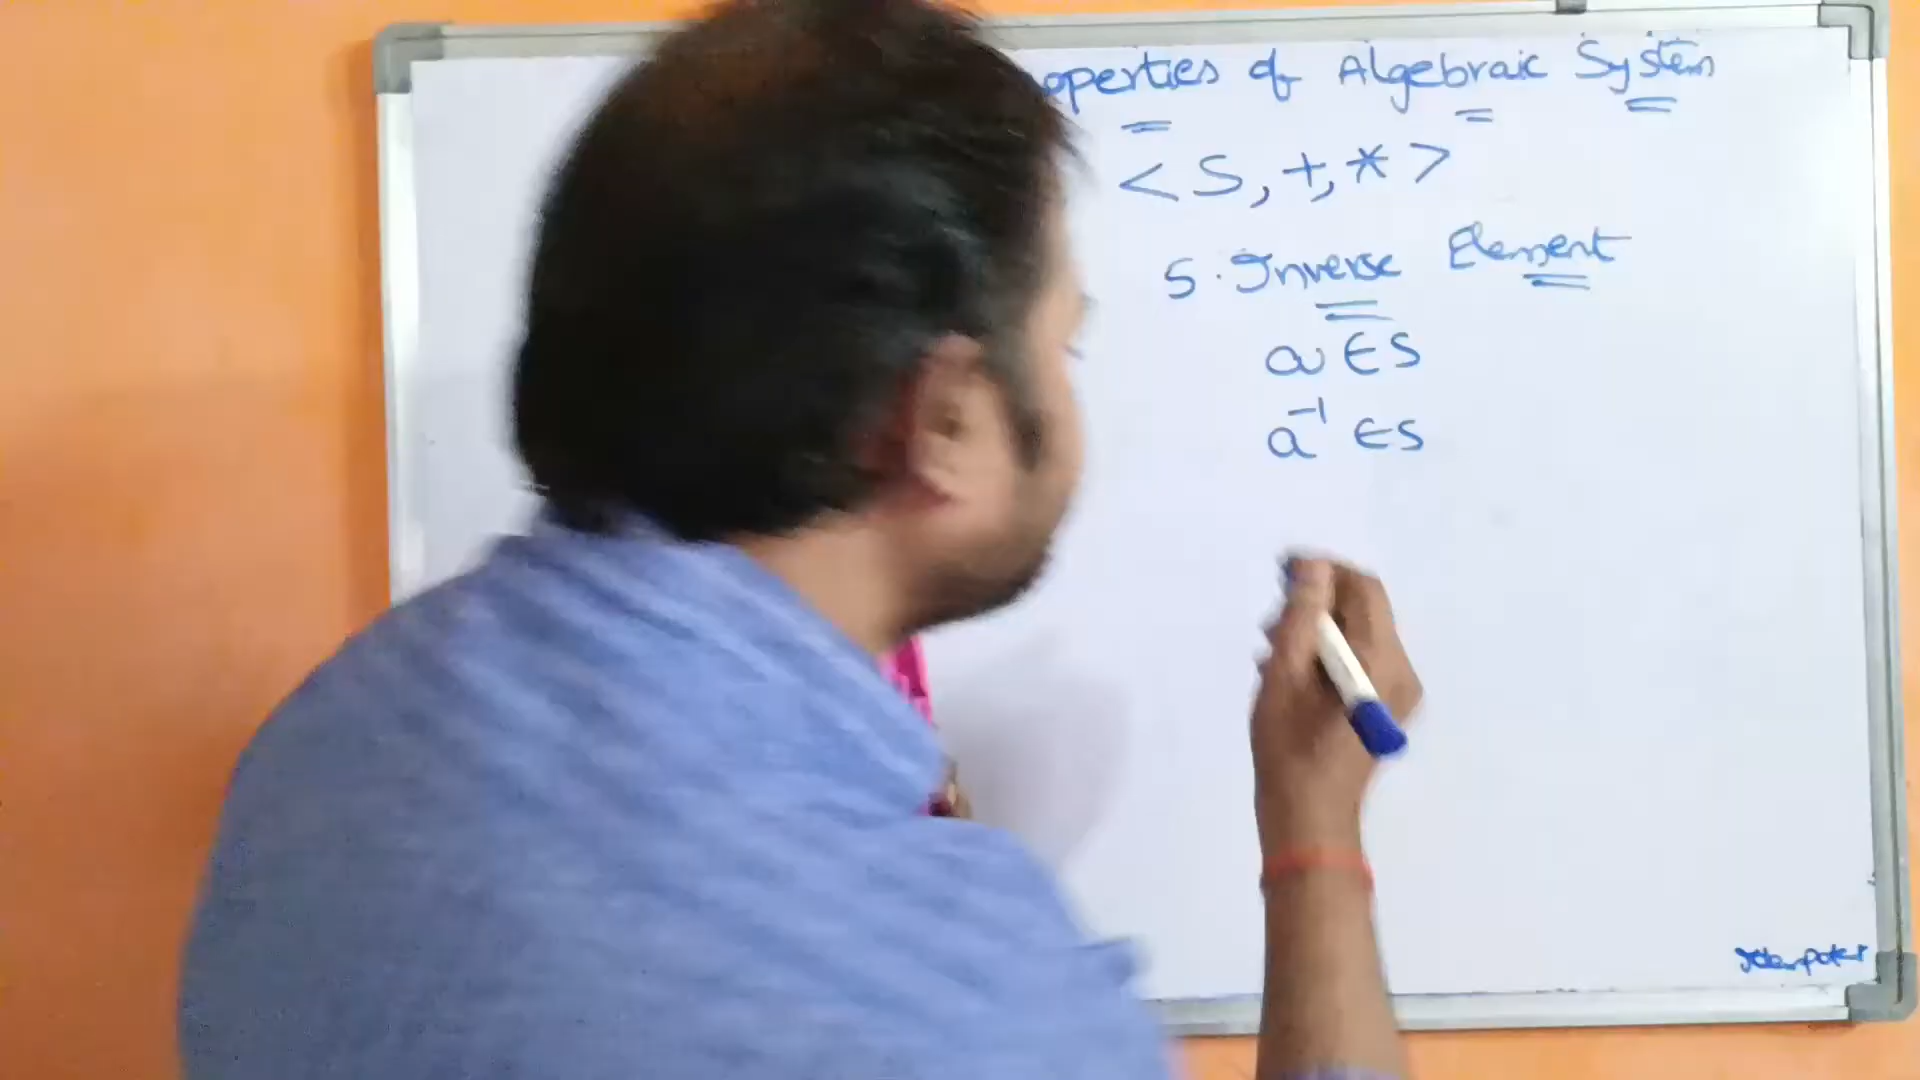 operties of Algebraic System
< S, +, * >
5. Inverse Element
a ∈ S
a⁻¹ ∈ S